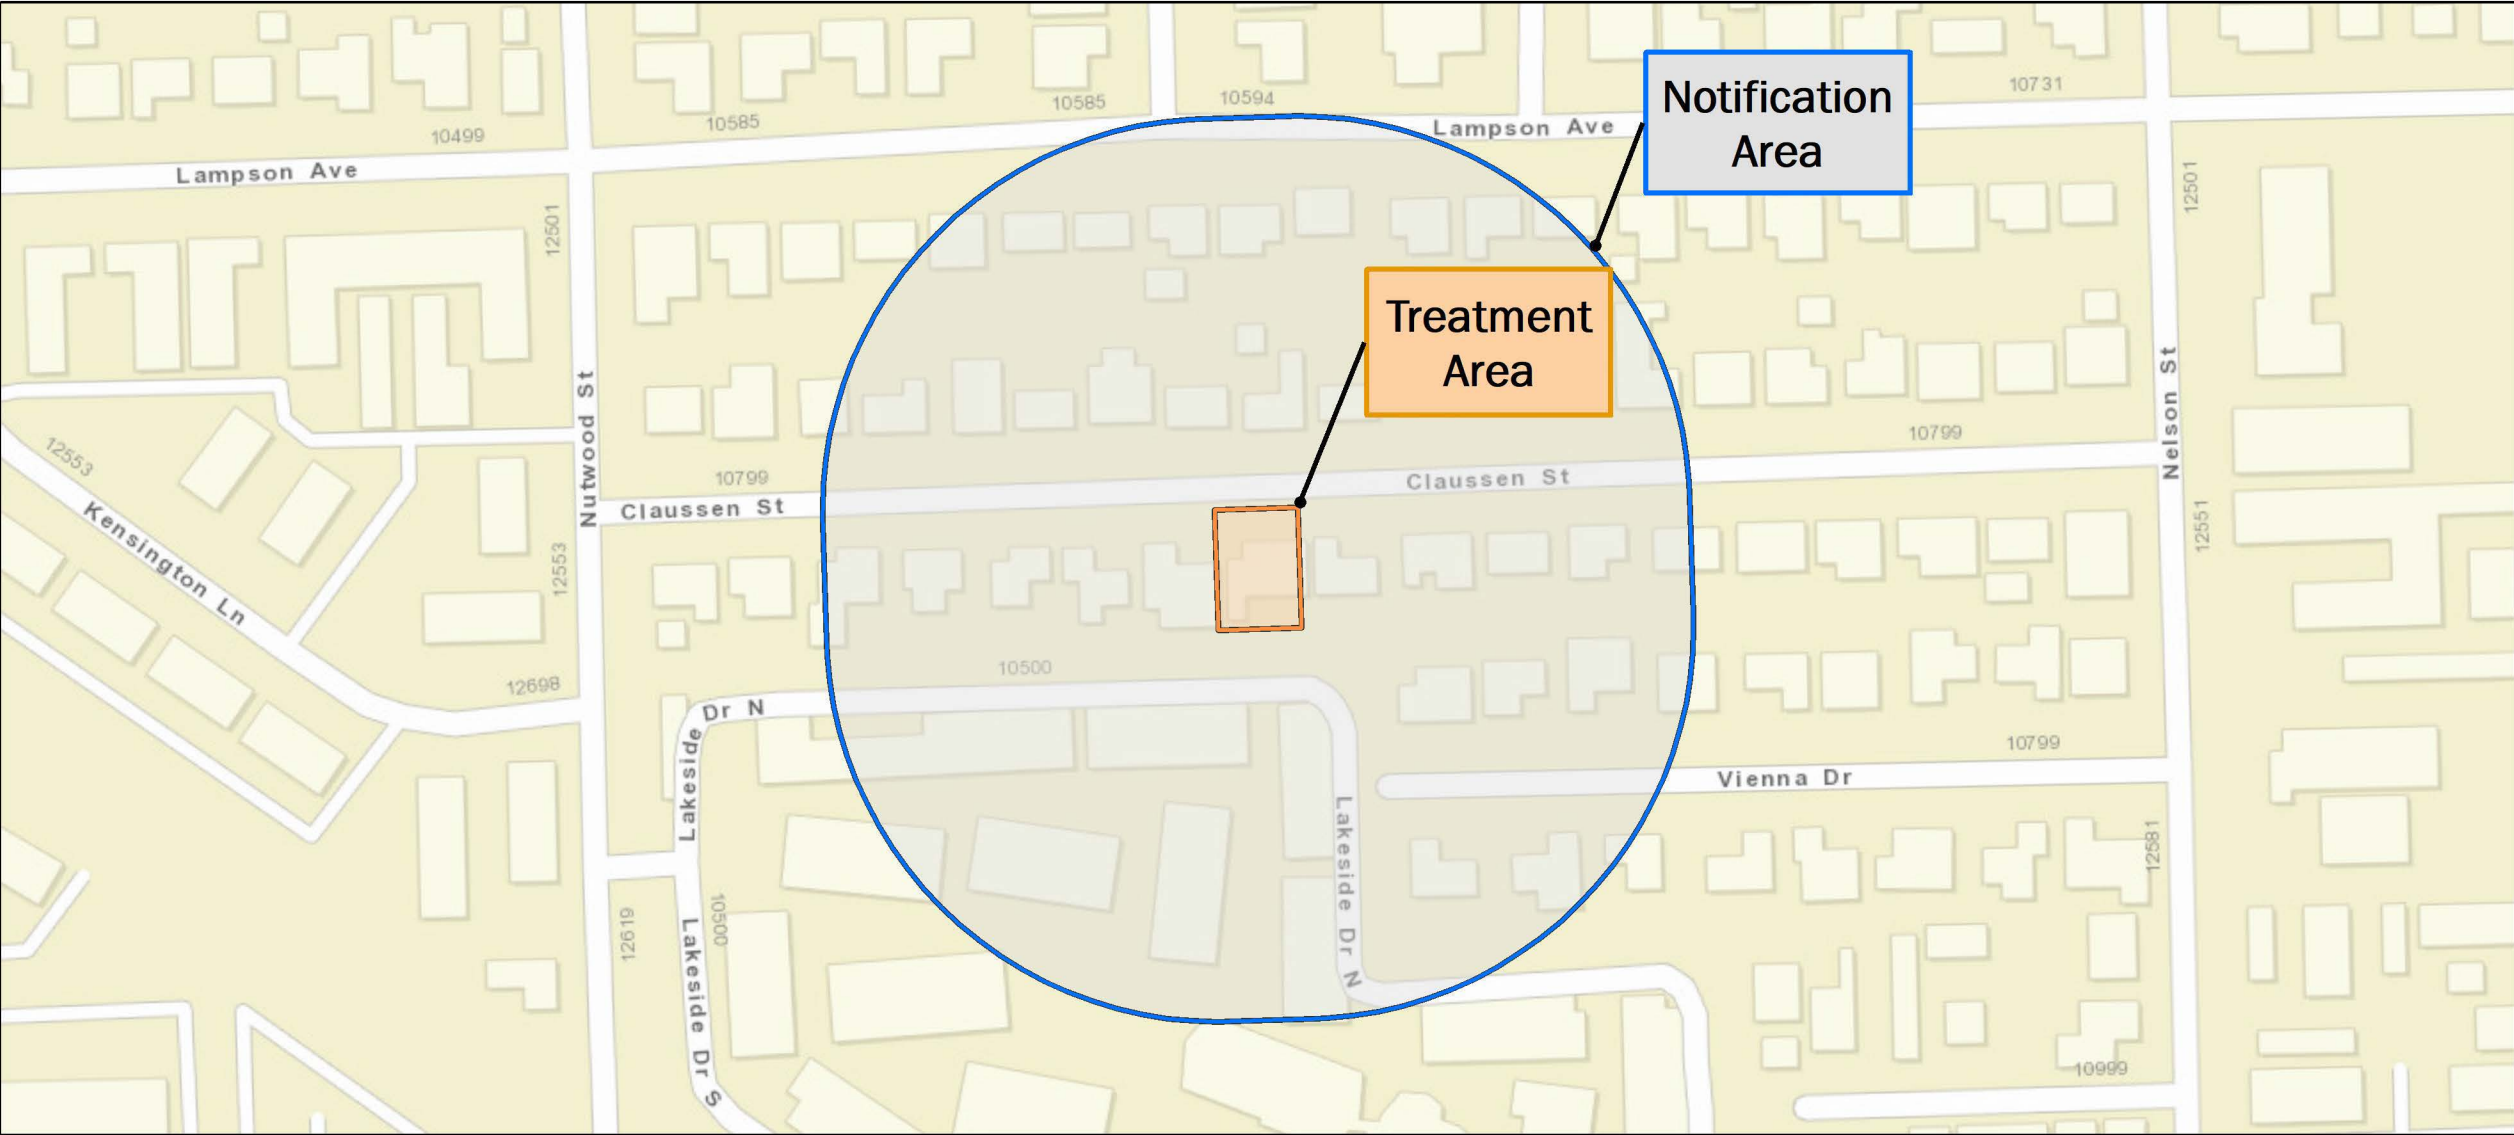 Notification
Area
10731
10594
10585
10585
10499
Lampson Ave
Lampson Ave
12501
12501
Treatment
Area
Nutwood St
Nelson St
10799
12553
10799
Claussen St
Claussen St
Kensington Ln
12553
12551
10500
12698
Lakeside Dr N
10799
Vienna Dr
Lakeside Dr N
12581
12619
10500
Lakeside Dr S
10999